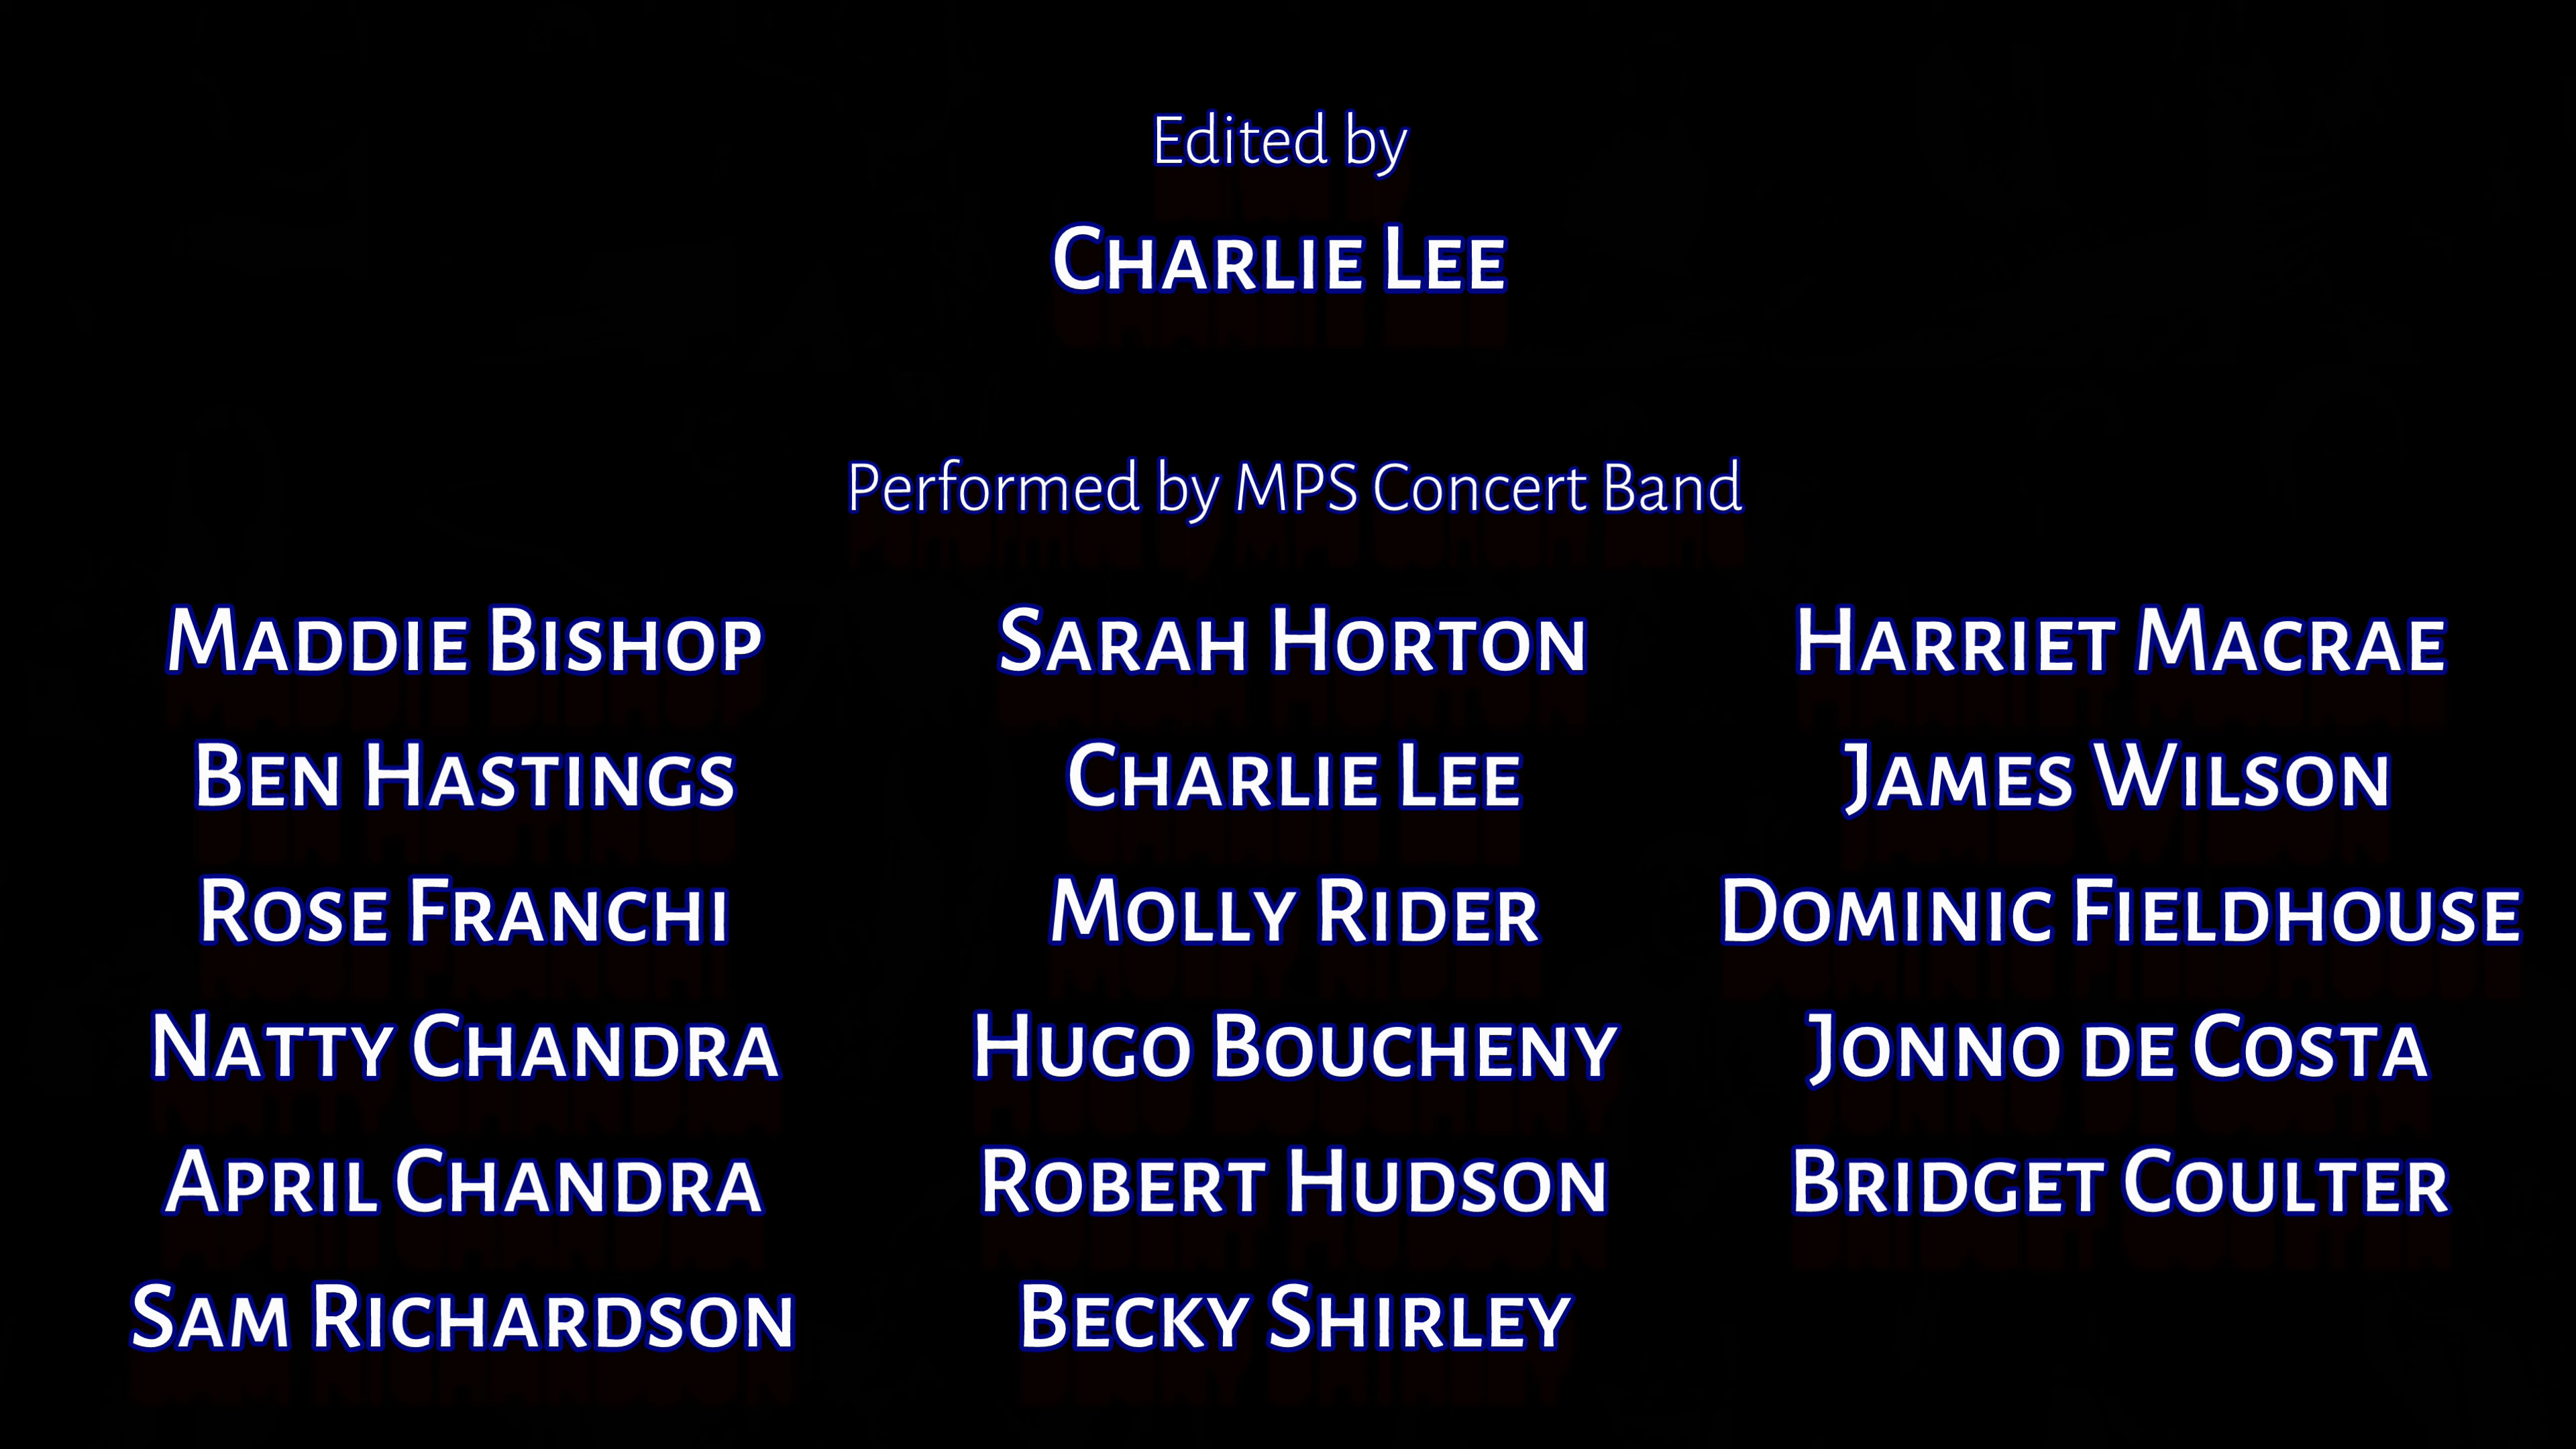 Edited by
Charlie Lee
Performed by MPS Concert Band
Maddie Bishop
Ben Hastings
Rose Franchi
Natty Chandra
April Chandra
Sam Richardson
Sarah Horton
Charlie Lee
Molly Rider
Hugo Boucheny
Robert Hudson
Becky Shirley
Harriet Macrae
James Wilson
Dominic Fieldhouse
Jonno de Costa
Bridget Coulter